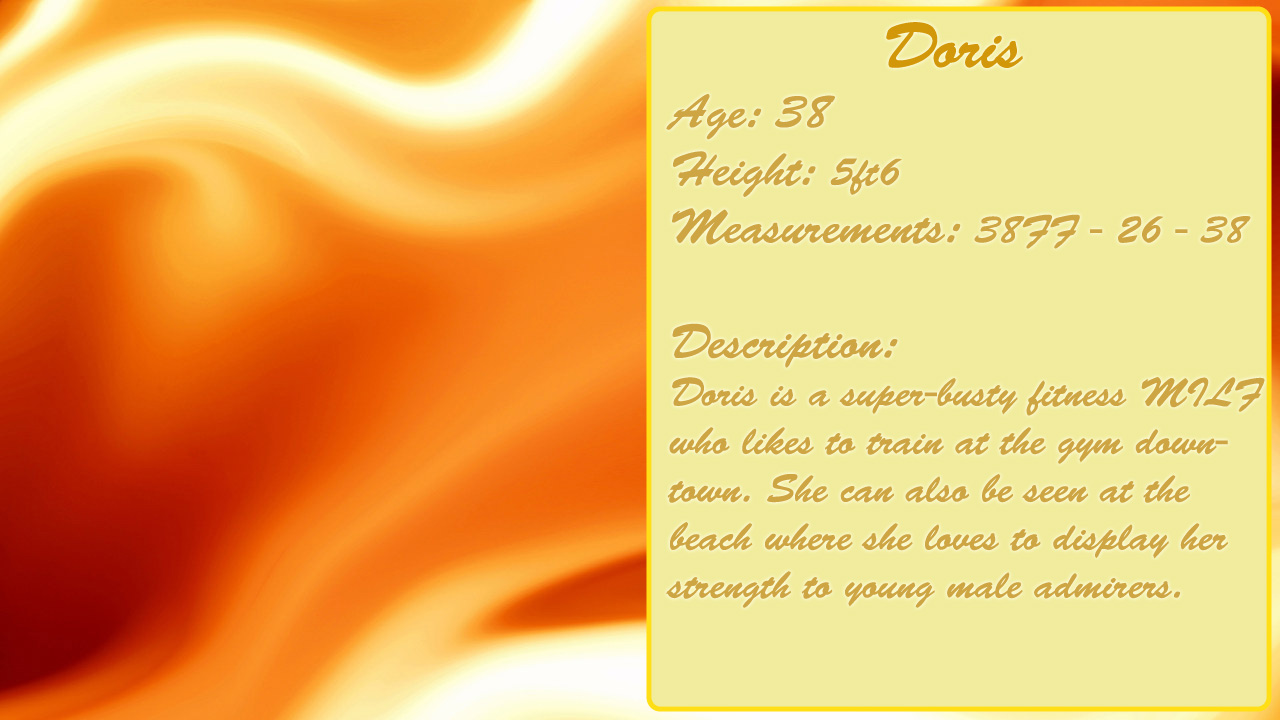 Doris
Age: 38
Height: 5ft6
Measurements: 38FF - 26 - 38
Description:
Doris is a super-busty fitness MILF
who likes to train at the gym down-
town. She can also be seen at the
beach where she loves to display her
strength to young male admirers.